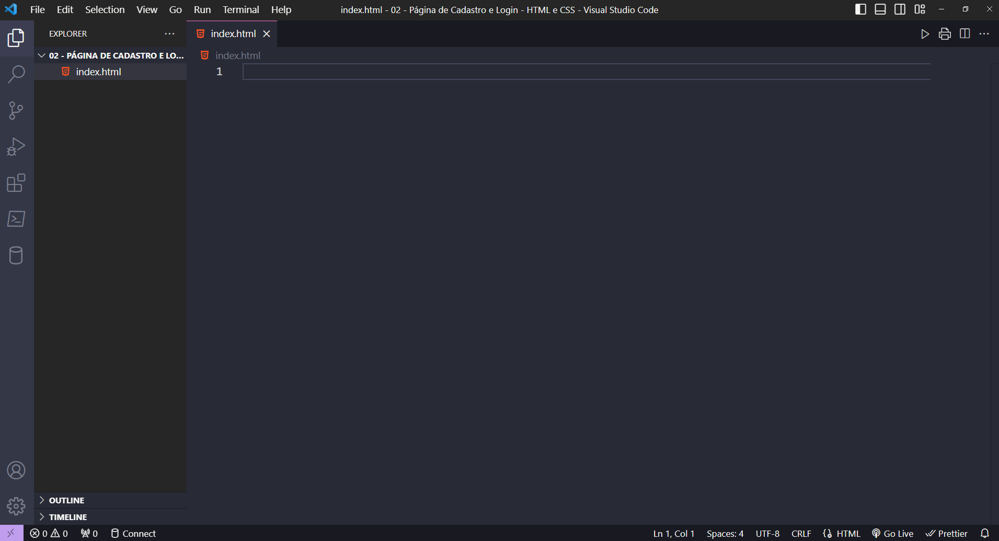 File Edit Selection View Go Run Terminal Help
index.html - 02 - Página de Cadastro e Login - HTML e CSS - Visual Studio Code
EXPLORER
index.html
02 - PÁGINA DE CADASTRO E LO...
index.html
index.html
1
OUTLINE
TIMELINE
0 0 0 Connect
Ln 1, Col 1 Spaces: 4 UTF-8 CRLF HTML Go Live Prettier